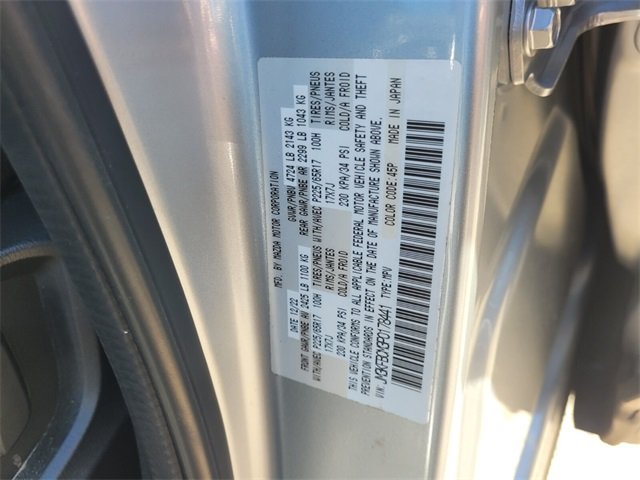 MFD. BY MAZDA MOTOR CORPORATION
DATE 12/22 GVWR/PNBV 4724 LB 2143 KG
FRONT GAWR/PNBE AV 2425 LB 1100 KG REAR GAWR/PNBE AR 2299 LB 1043 KG
WITH/AVEC P225/65R17 100H TIRES/PNEUS WITH/AVEC P225/65R17 100H TIRES/PNEUS
17X7J RIMS/JANTES 17X7J RIMS/JANTES
230 KPA/34 PSI COLD/A FROID 230 KPA/34 PSI COLD/A FROID
THIS VEHICLE CONFORMS TO ALL APPLICABLE FEDERAL MOTOR VEHICLE SAFETY AND THEFT
PREVENTION STANDARDS IN EFFECT ON THE DATE OF MANUFACTURE SHOWN ABOVE.
COLOR CODE:45P MADE IN JAPAN
VIN: TYPE:MPV